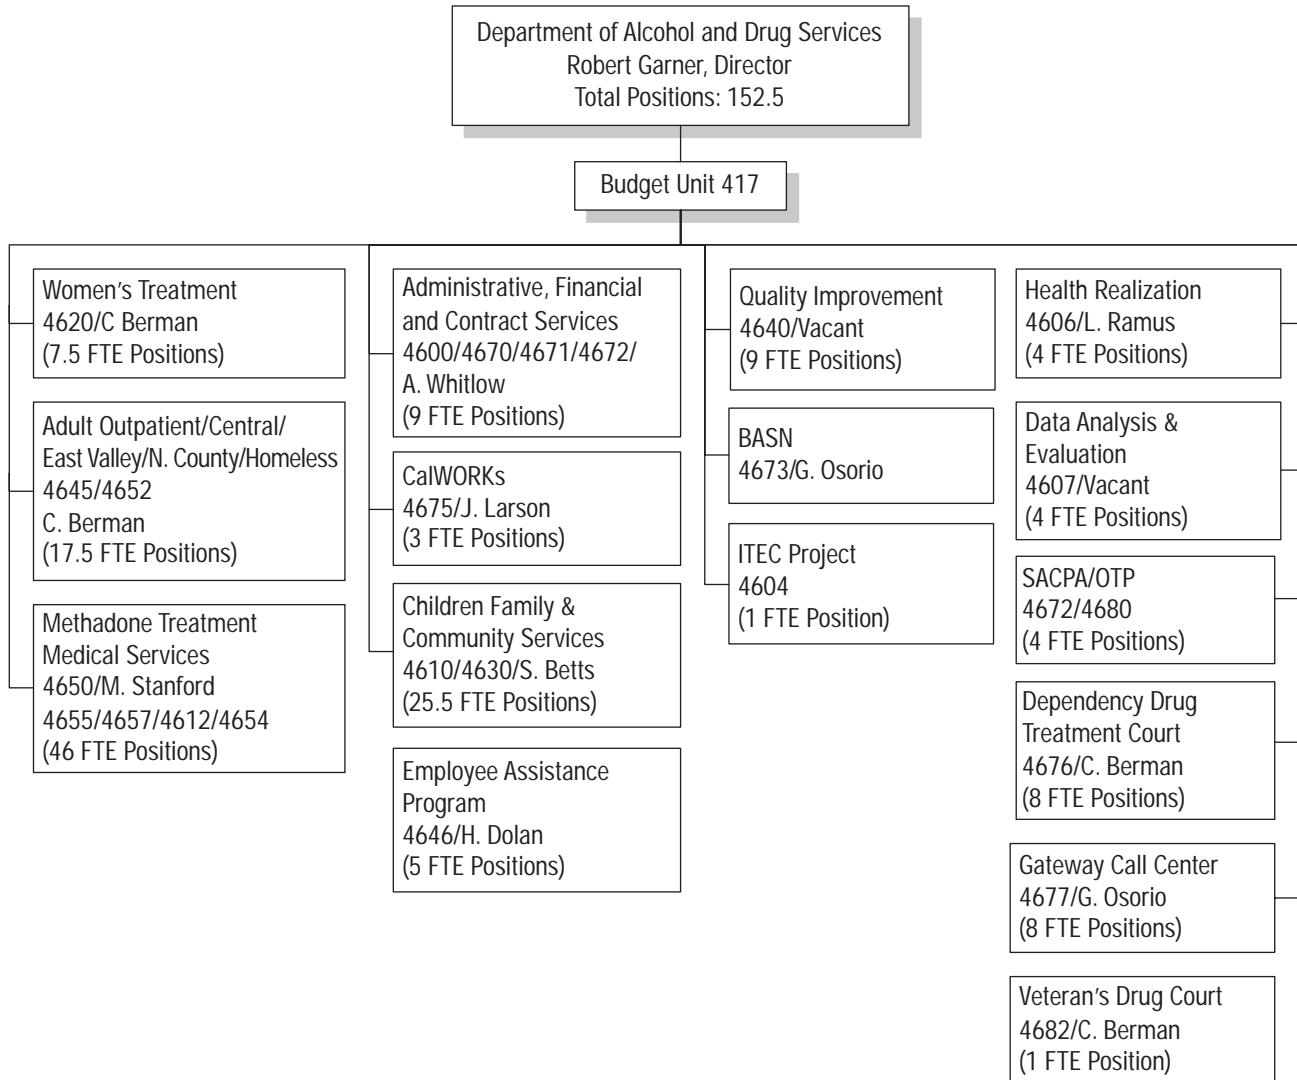 Department of Alcohol and Drug Services
Robert Garner, Director
Total Positions: 152.5
Budget Unit 417
Women's Treatment
4620/C Berman
(7.5 FTE Positions)
Adult Outpatient/Central/
East Valley/N. County/Homeless
4645/4652
C. Berman
(17.5 FTE Positions)
Methadone Treatment
Medical Services
4650/M. Stanford
4655/4657/4612/4654
(46 FTE Positions)
Administrative, Financial
and Contract Services
4600/4670/4671/4672/
A. Whitlow
(9 FTE Positions)
CalWORKs
4675/J. Larson
(3 FTE Positions)
Children Family &
Community Services
4610/4630/S. Betts
(25.5 FTE Positions)
Employee Assistance
Program
4646/H. Dolan
(5 FTE Positions)
Quality Improvement
4640/Vacant
(9 FTE Positions)
BASN
4673/G. Osorio
ITEC Project
4604
(1 FTE Position)
Health Realization
4606/L. Ramus
(4 FTE Positions)
Data Analysis &
Evaluation
4607/Vacant
(4 FTE Positions)
SACPA/OTP
4672/4680
(4 FTE Positions)
Dependency Drug
Treatment Court
4676/C. Berman
(8 FTE Positions)
Gateway Call Center
4677/G. Osorio
(8 FTE Positions)
Veteran's Drug Court
4682/C. Berman
(1 FTE Position)